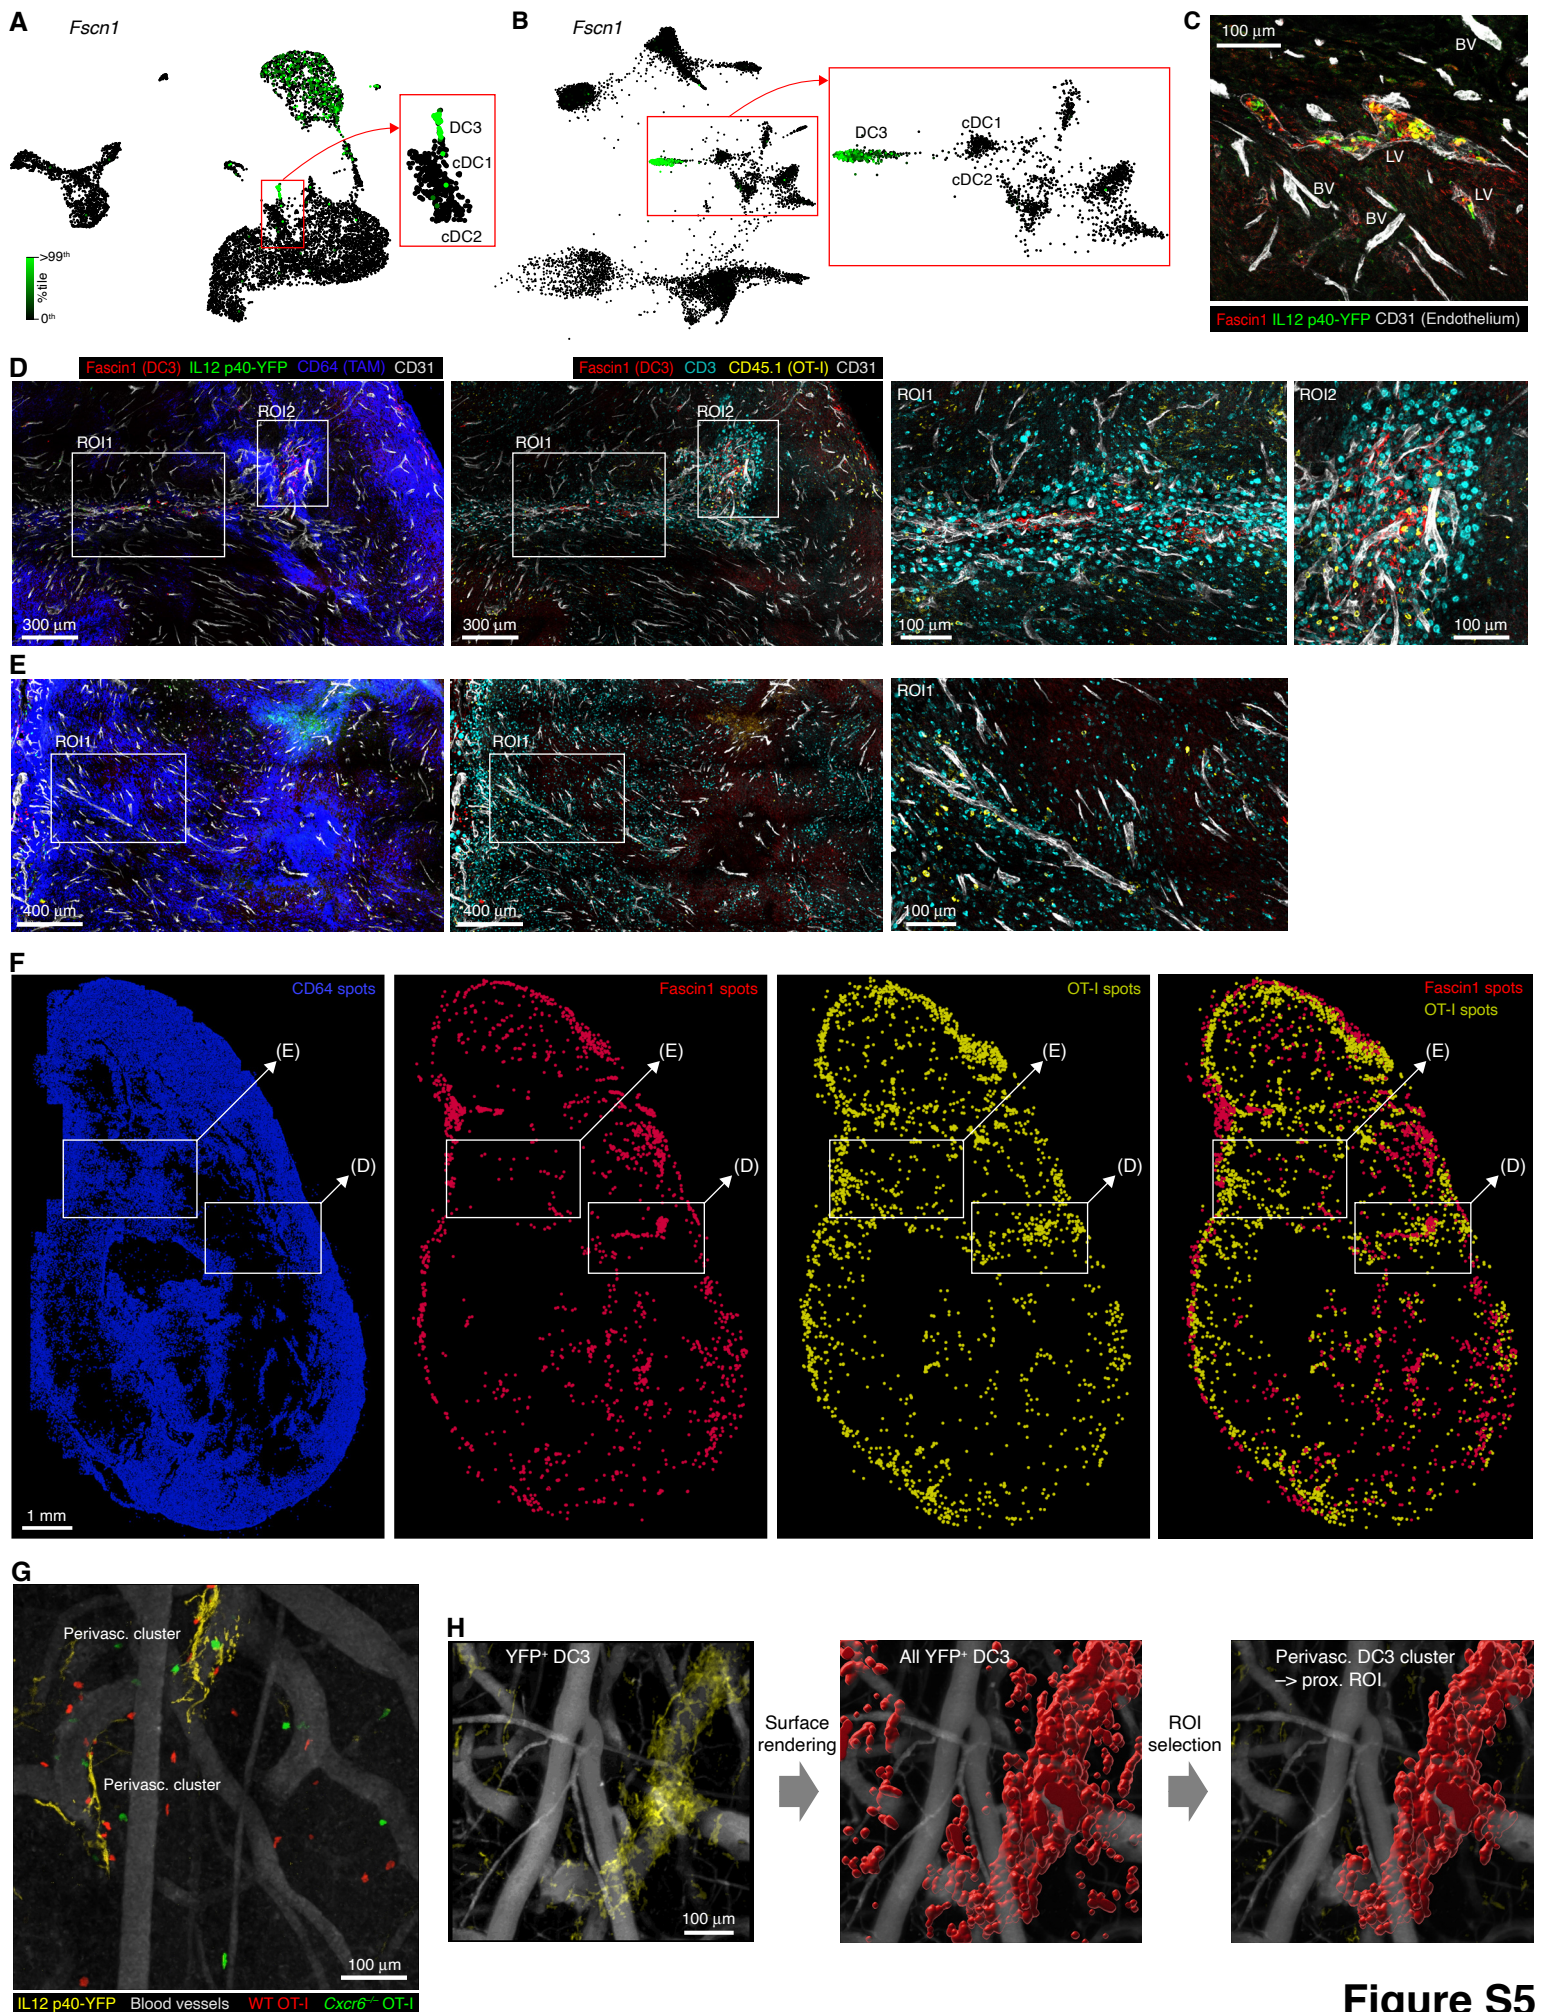 A
Fscn1
DC3
cDC1
cDC2
>99th
%tile
0th
B
Fscn1
DC3
cDC1
cDC2
C
100 µm
BV
LV
BV
LV
BV
Fascin1 IL12 p40-YFP CD31 (Endothelium)
D
Fascin1 (DC3) IL12 p40-YFP CD64 (TAM) CD31
ROI2
ROI1
300 µm
Fascin1 (DC3) CD3 CD45.1 (OT-I) CD31
ROI2
ROI1
300 µm
ROI1
100 µm
ROI2
100 µm
E
ROI1
400 µm
ROI1
400 µm
ROI1
100 µm
F
CD64 spots
(E)
(D)
1 mm
Fascin1 spots
(E)
(D)
OT-I spots
(E)
(D)
Fascin1 spots
OT-I spots
(E)
(D)
G
Perivasc. cluster
Perivasc. cluster
100 µm
IL12 p40-YFP Blood vessels WT OT-I Cxcr6–/– OT-I
H
YFP+ DC3
100 µm
Surface
rendering
All YFP+ DC3
ROI
selection
Perivasc. DC3 cluster
–> prox. ROI
Figure S5